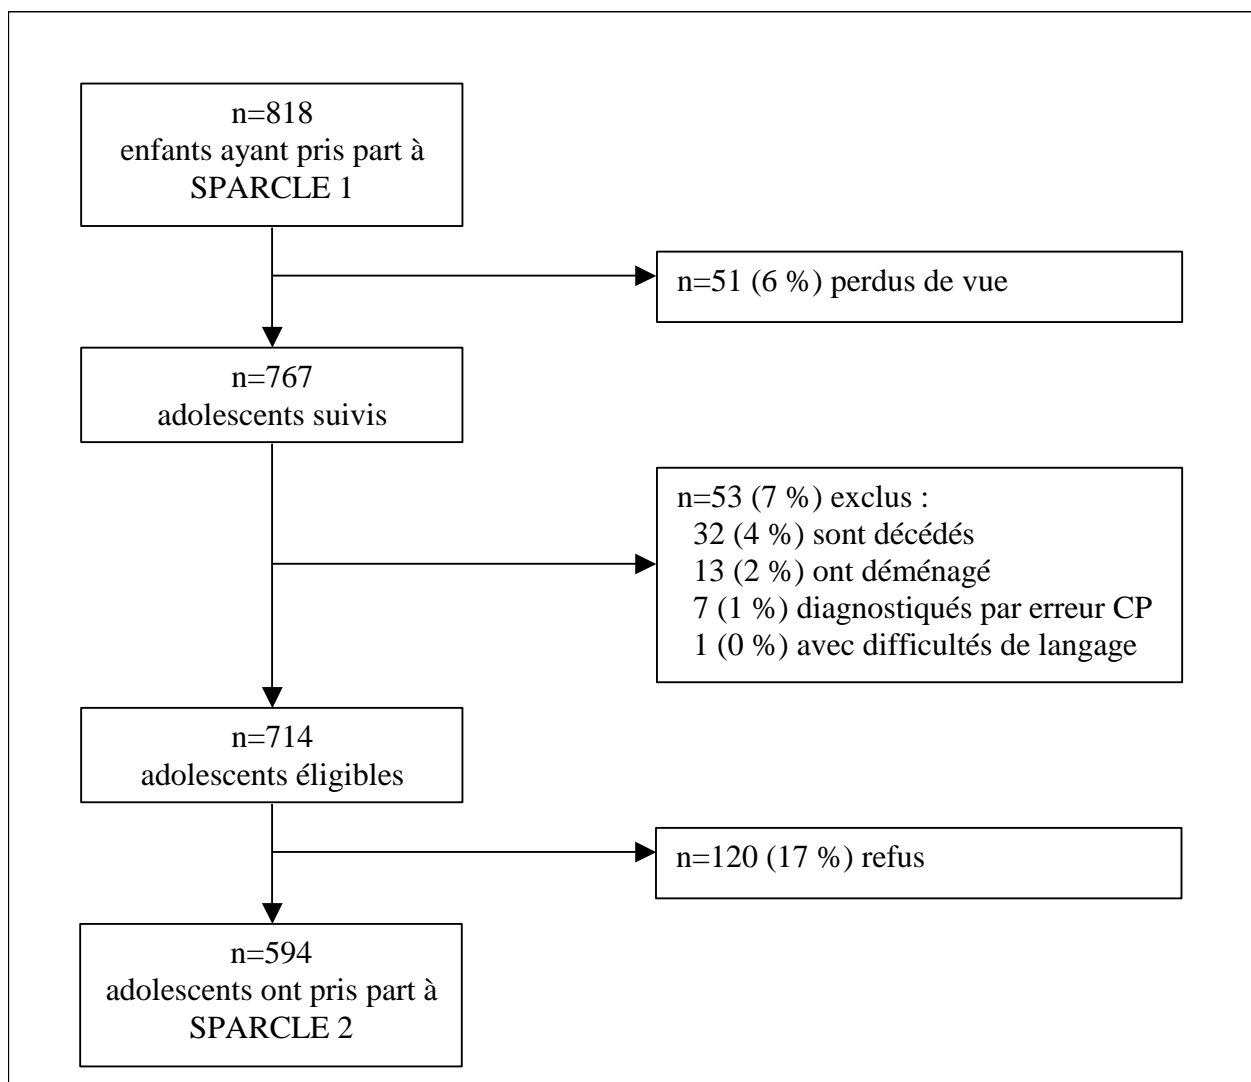 n=818
enfants ayant pris part à
SPARCLE 1
n=51 (6 %) perdus de vue
n=767
adolescents suivis
n=53 (7 %) exclus :
32 (4 %) sont décédés
13 (2 %) ont déménagé
7 (1 %) diagnostiqués par erreur CP
1 (0 %) avec difficultés de langage
n=714
adolescents éligibles
n=120 (17 %) refus
n=594
adolescents ont pris part à
SPARCLE 2